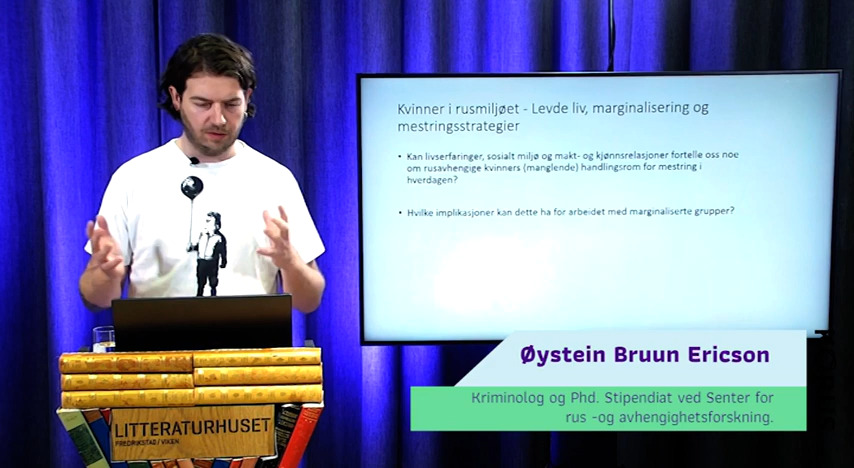 Kvinner i rusmiljøet - Levde liv, marginalisering og
mestringsstrategier
• Kan livserfaringer, sosialt miljø og makt- og kjønnsrelasjoner fortelle oss noe
om rusavhengige kvinners (manglende) handlingsrom for mestring i
hverdagen?
• Hvilke implikasjoner kan dette ha for arbeidet med marginaliserte grupper?
Øystein Bruun Ericson
Kriminolog og Phd. Stipendiat ved Senter for
rus -og avhengighetsforskning.
LITTERATURHUSET
FREDRIKSTAD/VIKEN